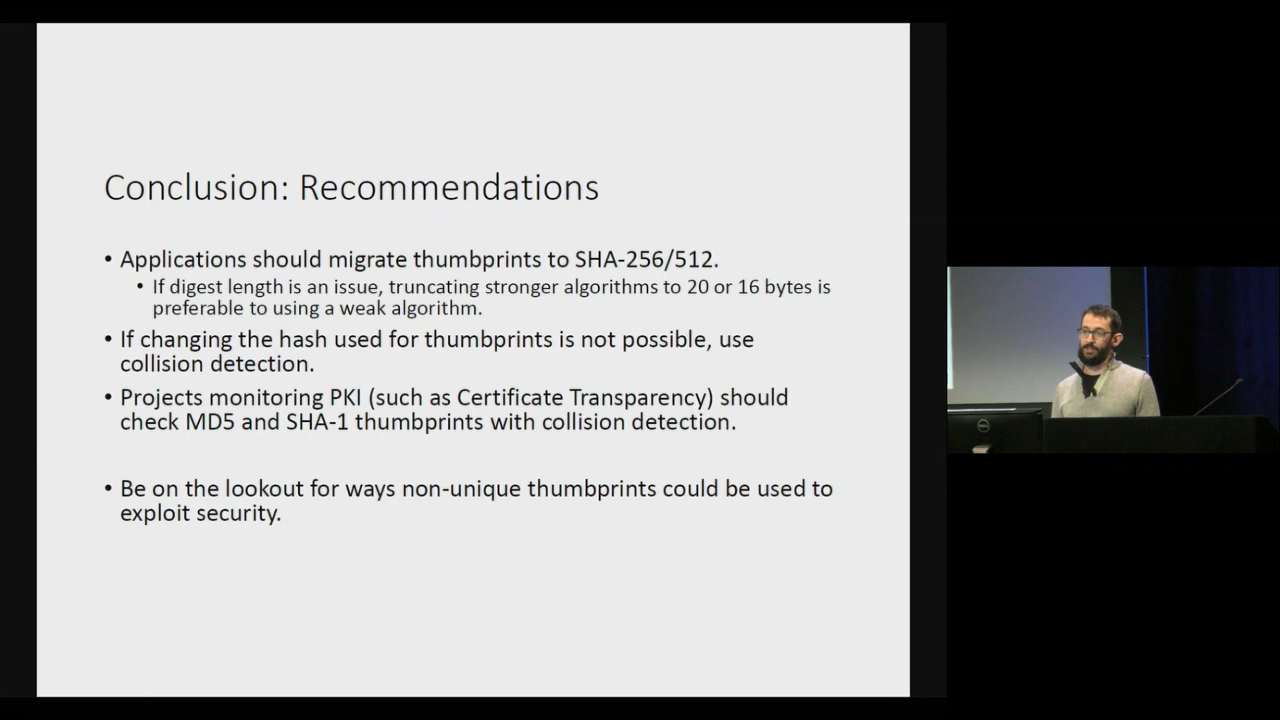 Conclusion: Recommendations
• Applications should migrate thumbprints to SHA-256/512.
• If digest length is an issue, truncating stronger algorithms to 20 or 16 bytes is
preferable to using a weak algorithm.
• If changing the hash used for thumbprints is not possible, use
collision detection.
• Projects monitoring PKI (such as Certificate Transparency) should
check MD5 and SHA-1 thumbprints with collision detection.
• Be on the lookout for ways non-unique thumbprints could be used to
exploit security.
DELL